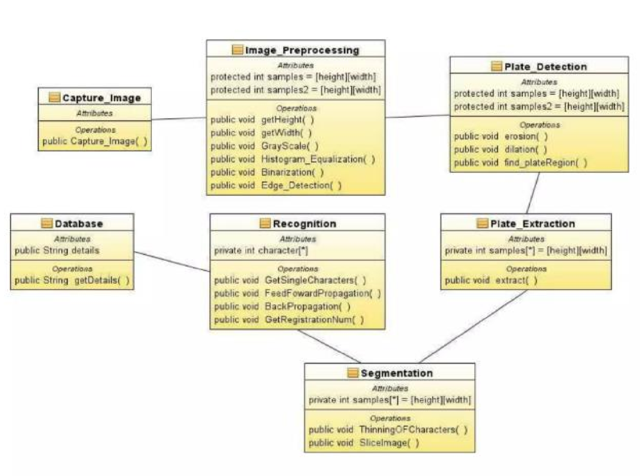 Capture_Image
Attributes
Operations
public Capture_Image( )
Image_Preprocessing
Attributes
protected int samples = [height][width]
protected int samples2 = [height][width]
Operations
public void getHeight( )
public void getWidth( )
public void GrayScale( )
public void Histogram_Equalization( )
public void Binarization( )
public void Edge_Detection( )
Plate_Detection
Attributes
protected int samples = [height][width]
protected int samples2 = [height][width]
Operations
public void erosion( )
public void dilation( )
public void find_plateRegion( )
Database
Attributes
public String details
Operations
public String getDetails( )
Recognition
Attributes
private int character[*]
Operations
public void GetSingleCharacters( )
public void FeedFowardPropagation( )
public void BackPropagation( )
public void GetRegistrationNum( )
Plate_Extraction
Attributes
private int samples[*] = [height][width]
Operations
public void extract( )
Segmentation
Attributes
private int samples[*] = [height][width]
Operations
public void ThinningOFCharacters( )
public void SliceImage( )